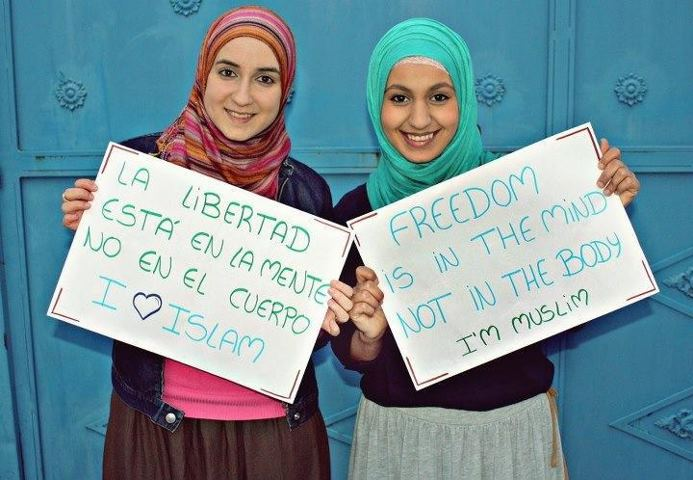 LA LIBERTAD
ESTÁ EN LA MENTE
NO EN EL CUERPO
I ♡ ISLAM
FREEDOM
IS IN THE MIND
NOT IN THE BODY
I'M MUSLIM